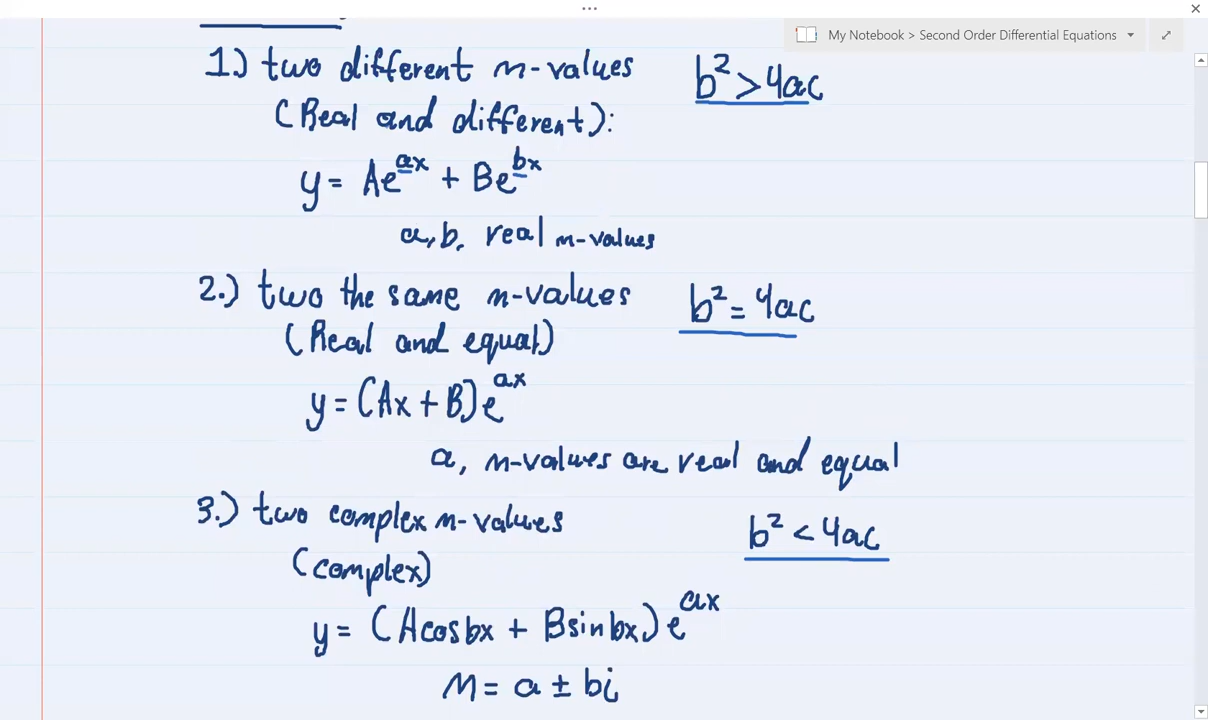 My Notebook > Second Order Differential Equations
1.) two different m-values b² > 4ac
(Real and different):
y = Ae^{ax} + Be^{bx}
a, b, real m-values
2.) two the same m-values b² = 4ac
(Real and equal)
y = (Ax + B)e^{ax}
a, m-values are real and equal
3.) two complex m-values b² < 4ac
(complex)
y = (Acosbx + Bsinbx)e^{ax}
M = a ± bi